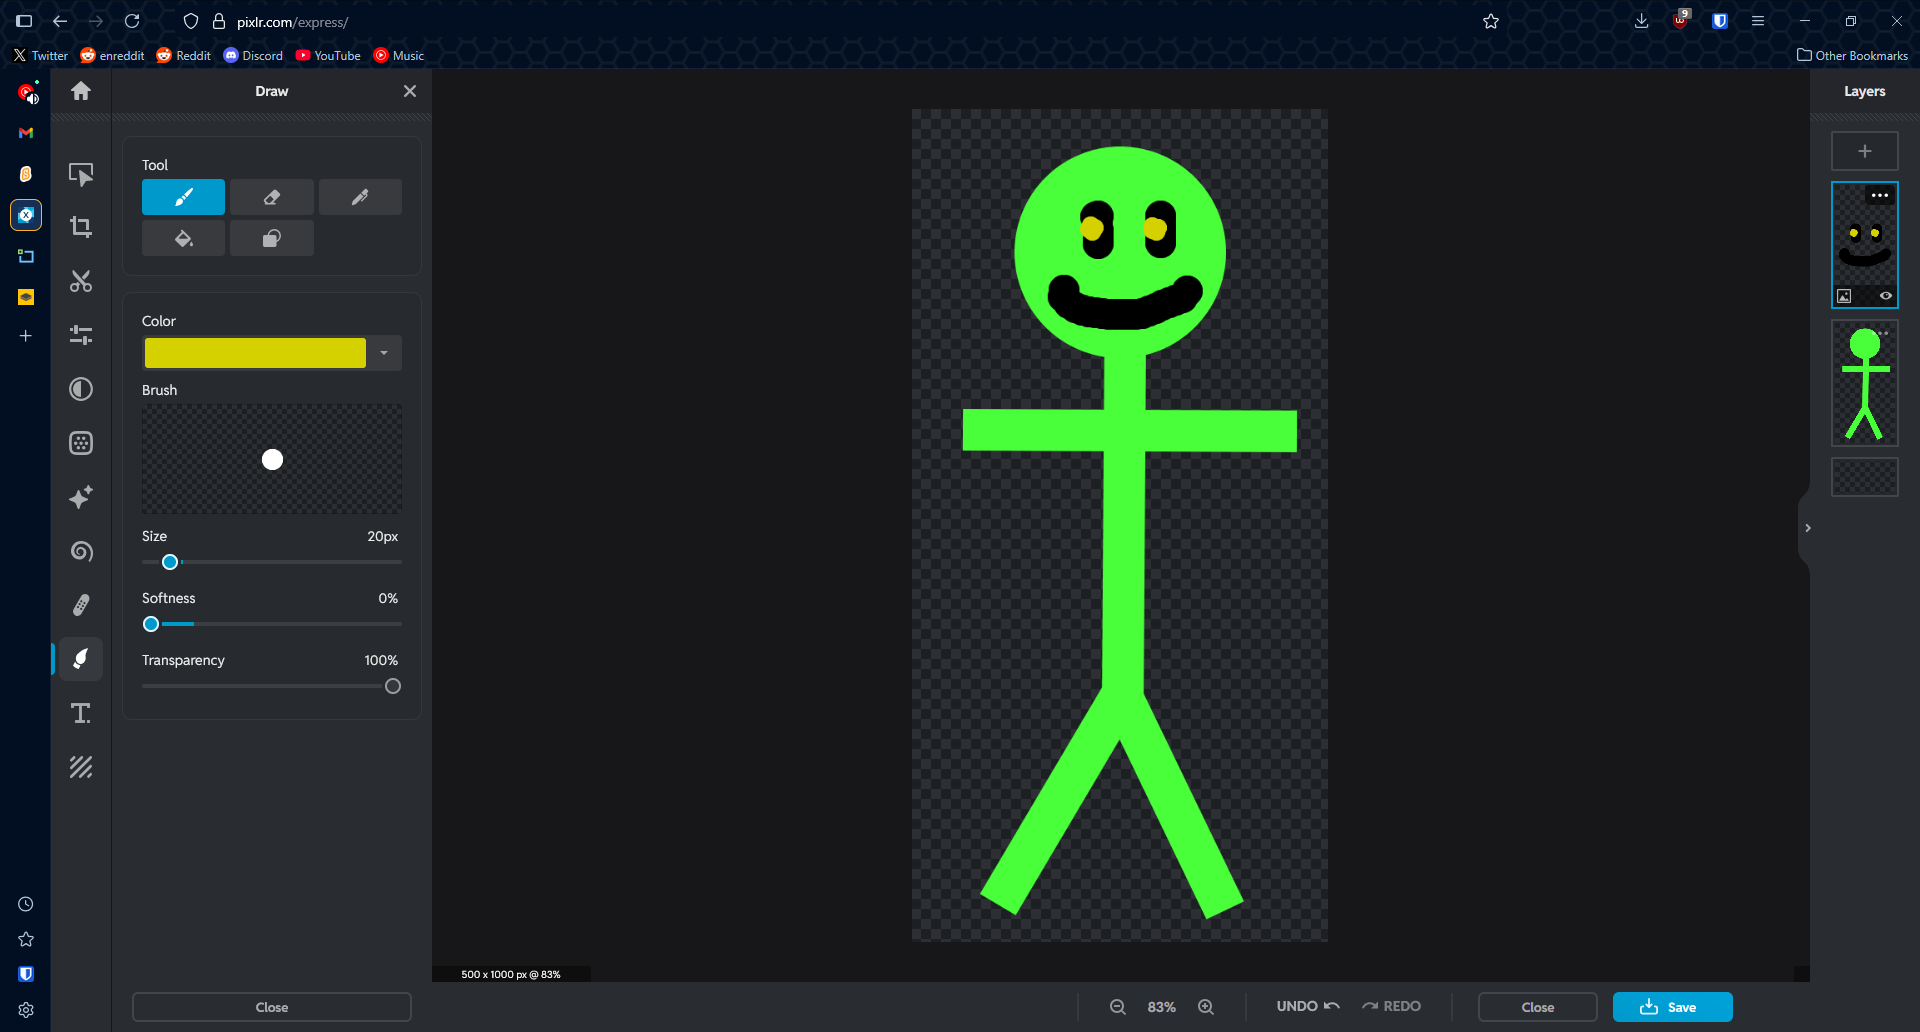 pixlr.com/express/
9
Twitter
enreddit
Reddit
Discord
YouTube
Music
Other Bookmarks
Draw
Layers
Tool
Color
Brush
Size 20px
Softness 0%
Transparency 100%
500 x 1000 px @ 83%
Close
83%
UNDO
REDO
Close
Save